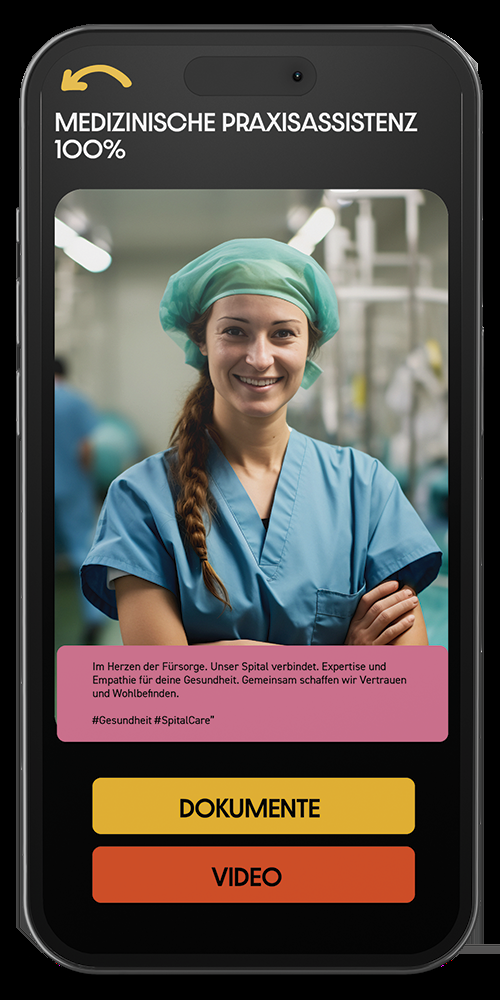 MEDIZINISCHE PRAXISASSISTENZ
100%
Im Herzen der Fürsorge. Unser Spital verbindet. Expertise und
Empathie für deine Gesundheit. Gemeinsam schaffen wir Vertrauen
und Wohlbefinden.
#Gesundheit #SpitalCare"
DOKUMENTE
VIDEO